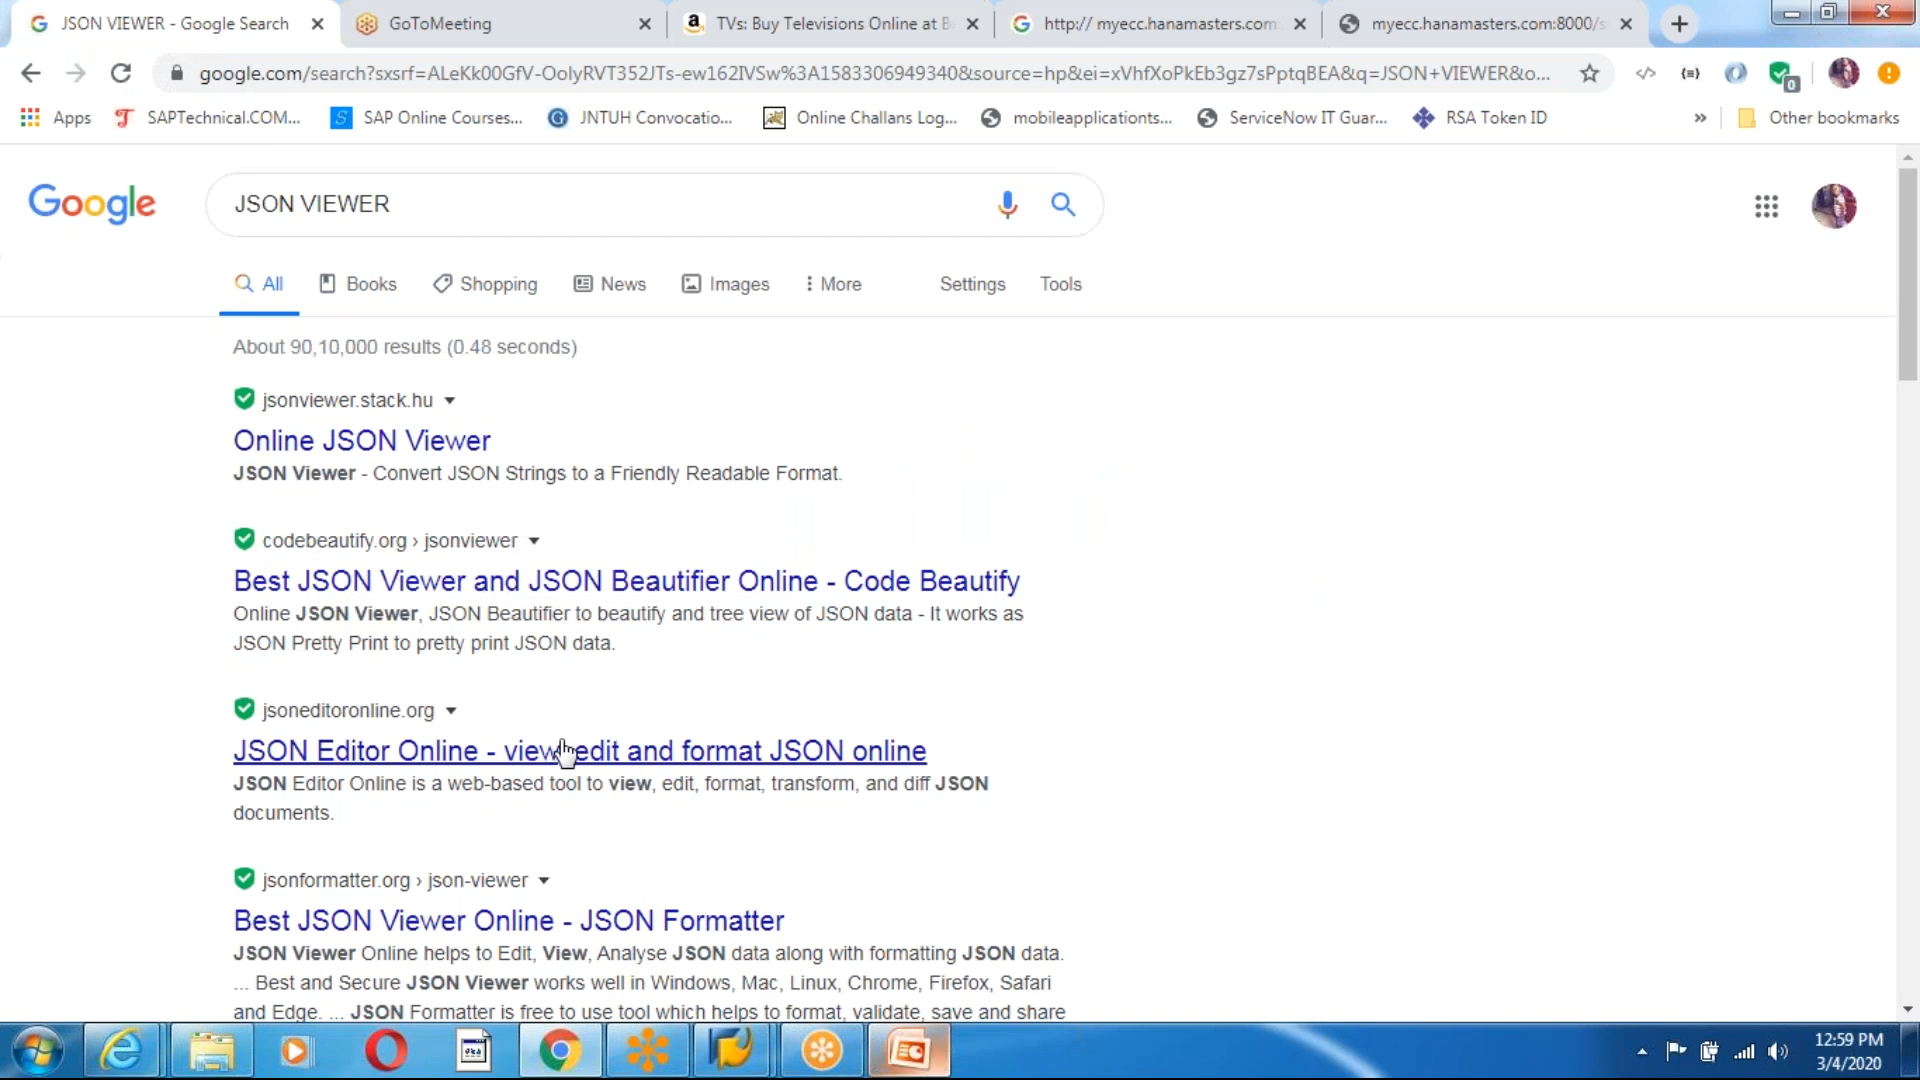 JSON VIEWER - Google Search
GoToMeeting
TVs: Buy Televisions Online at B
http:// myecc.hanamasters.com:
myecc.hanamasters.com:8000/s
google.com/search?sxsrf=ALeKk00GfV-OolyRVT352JTs-ew162IVSw%3A1583306949340&source=hp&ei=xVhfXoPkEb3gz7sPptqBEA&q=JSON+VIEWER&o...
0
Apps
SAPTechnical.COM...
SAP Online Courses...
JNTUH Convocatio...
Online Challans Log...
mobileapplicationts...
ServiceNow IT Guar...
RSA Token ID
»
Other bookmarks
Google
JSON VIEWER
All
Books
Shopping
News
Images
More
Settings
Tools
About 90,10,000 results (0.48 seconds)
jsonviewer.stack.hu
Online JSON Viewer
JSON Viewer - Convert JSON Strings to a Friendly Readable Format.
codebeautify.org › jsonviewer
Best JSON Viewer and JSON Beautifier Online - Code Beautify
Online JSON Viewer, JSON Beautifier to beautify and tree view of JSON data - It works as
JSON Pretty Print to pretty print JSON data.
jsoneditoronline.org
JSON Editor Online - view edit and format JSON online
JSON Editor Online is a web-based tool to view, edit, format, transform, and diff JSON
documents.
jsonformatter.org › json-viewer
Best JSON Viewer Online - JSON Formatter
JSON Viewer Online helps to Edit, View, Analyse JSON data along with formatting JSON data.
... Best and Secure JSON Viewer works well in Windows, Mac, Linux, Chrome, Firefox, Safari
and Edge. ... JSON Formatter is free to use tool which helps to format, validate, save and share
12:59 PM
3/4/2020